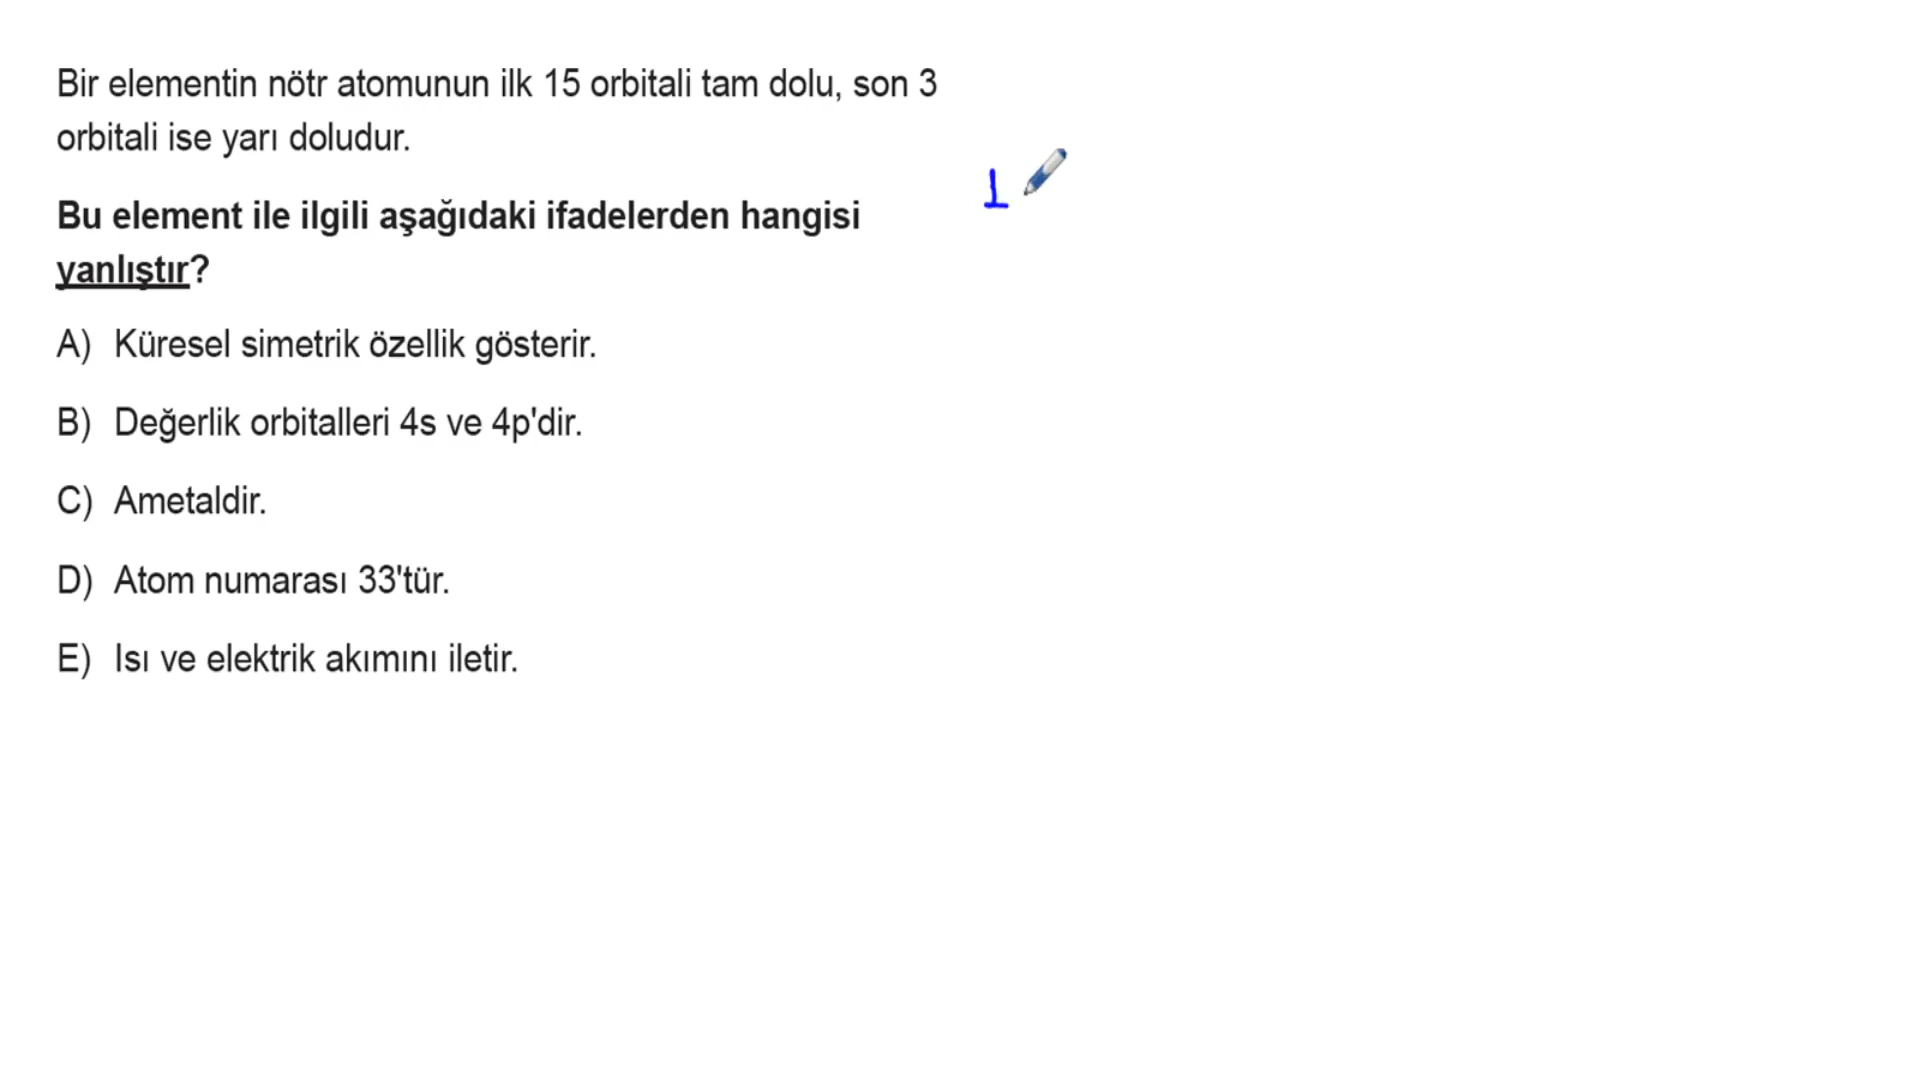 Bir elementin nötr atomunun ilk 15 orbitali tam dolu, son 3
orbitali ise yarı doludur.
1
Bu element ile ilgili aşağıdaki ifadelerden hangisi
yanlıştır?
A) Küresel simetrik özellik gösterir.
B) Değerlik orbitalleri 4s ve 4p'dir.
C) Ametaldir.
D) Atom numarası 33'tür.
E) Isı ve elektrik akımını iletir.